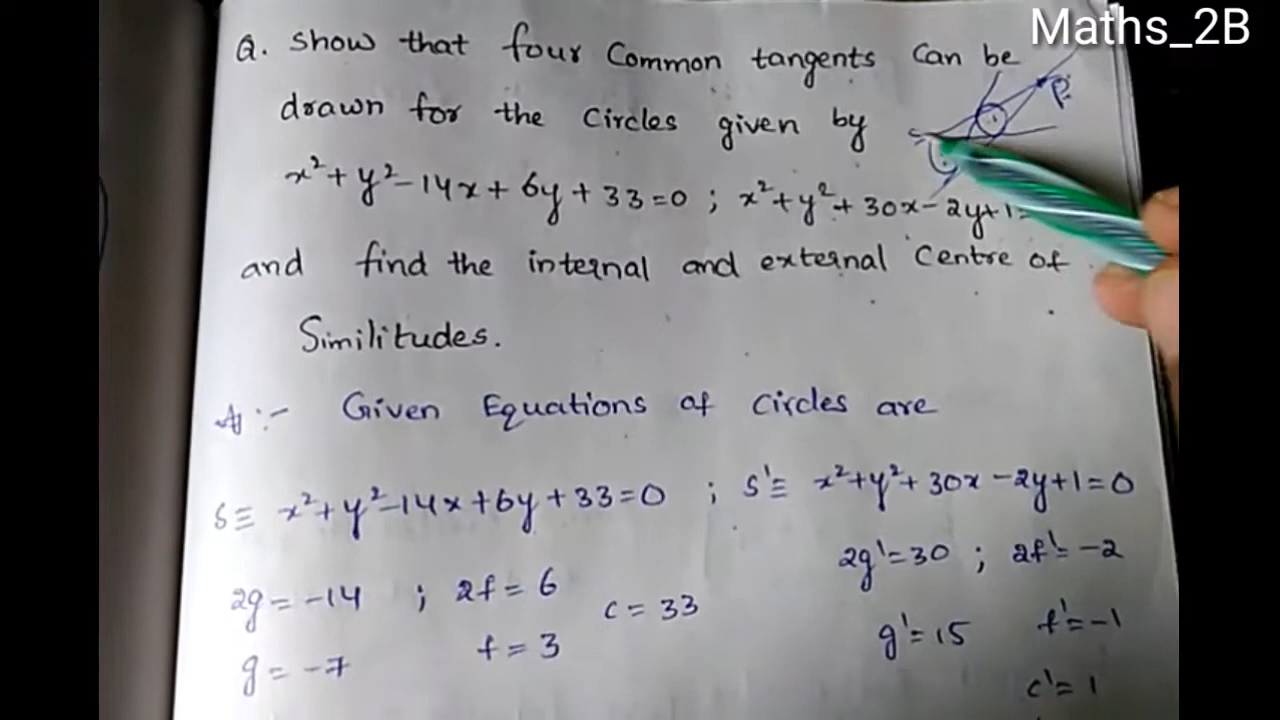 Maths_2B
Q. Show that four Common tangents Can be
drawn for the Circles given by
P
x²+y²-14x+6y+33=0 ; x²+y²+30x-2y+1=
and find the internal and external Centre of
Similitudes.
A :- Given Equations of Circles are
S≡ x²+y²-14x+6y+33=0 ; S'≡ x²+y²+30x-2y+1=0
2g=-14 ; 2f=6 c=33 2g'=30 ; 2f'=-2
g=-7 f=3 g'=15 f'=-1
c'=1